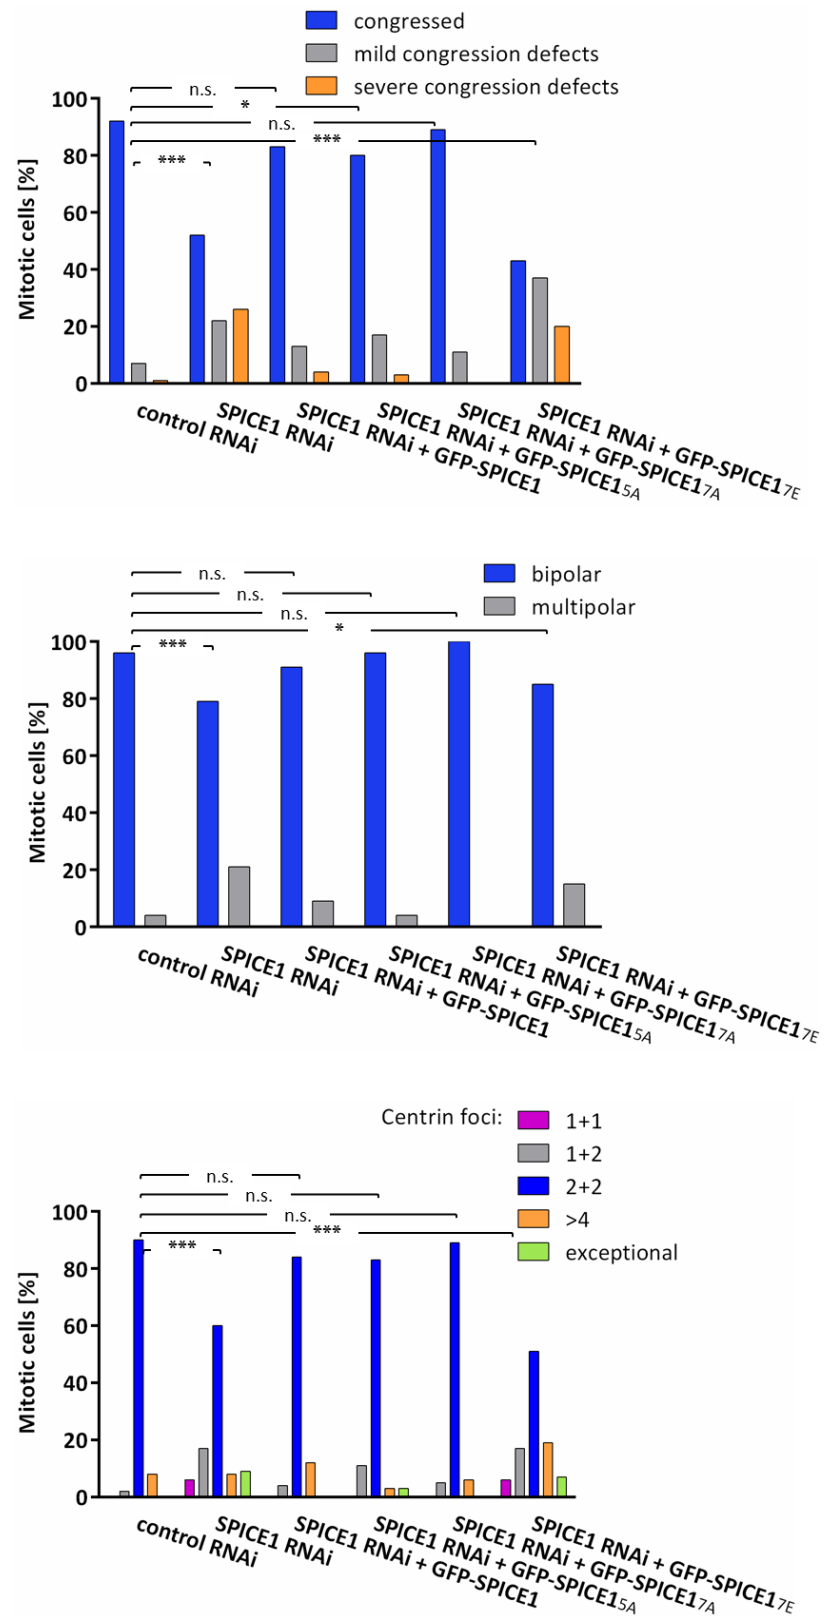 congressed
mild congression defects
severe congression defects
n.s.
*
n.s.
***
***
Mitotic cells [%]
100
80
60
40
20
0
control RNAi
SPICE1 RNAi
SPICE1 RNAi + GFP-SPICE1
SPICE1 RNAi + GFP-SPICE15A
SPICE1 RNAi + GFP-SPICE17A
SPICE1 RNAi + GFP-SPICE17E
bipolar
multipolar
n.s.
n.s.
n.s.
*
***
Mitotic cells [%]
100
80
60
40
20
0
control RNAi
SPICE1 RNAi
SPICE1 RNAi + GFP-SPICE1
SPICE1 RNAi + GFP-SPICE15A
SPICE1 RNAi + GFP-SPICE17A
SPICE1 RNAi + GFP-SPICE17E
Centrin foci:
1+1
1+2
2+2
>4
exceptional
n.s.
n.s.
n.s.
***
***
Mitotic cells [%]
100
80
60
40
20
0
control RNAi
SPICE1 RNAi
SPICE1 RNAi + GFP-SPICE1
SPICE1 RNAi + GFP-SPICE15A
SPICE1 RNAi + GFP-SPICE17A
SPICE1 RNAi + GFP-SPICE17E